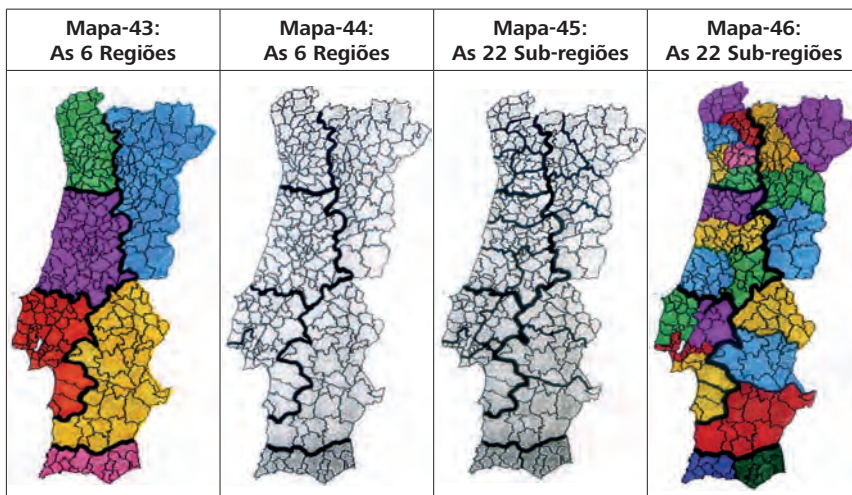 Mapa-43:
As 6 Regiões
Mapa-44:
As 6 Regiões
Mapa-45:
As 22 Sub-regiões
Mapa-46:
As 22 Sub-regiões